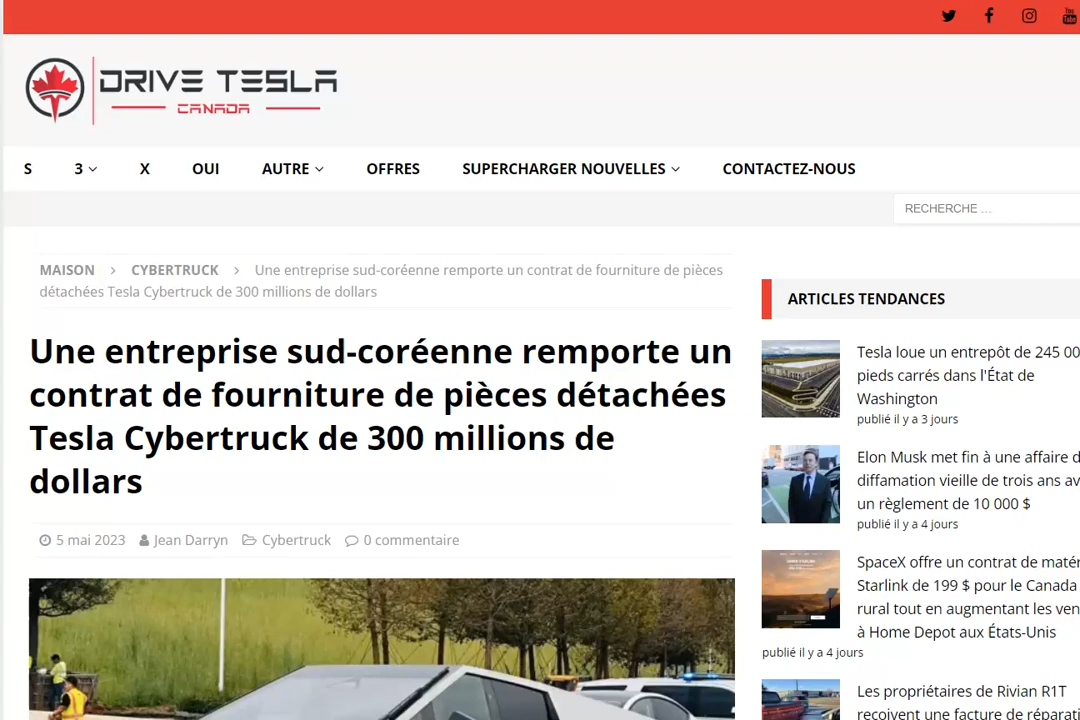 DRIVE TESLA
CANADA
S 3 X OUI AUTRE OFFRES SUPERCHARGER NOUVELLES CONTACTEZ-NOUS
RECHERCHE …
MAISON > CYBERTRUCK > Une entreprise sud-coréenne remporte un contrat de fourniture de pièces
détachées Tesla Cybertruck de 300 millions de dollars
Une entreprise sud-coréenne remporte un
contrat de fourniture de pièces détachées
Tesla Cybertruck de 300 millions de
dollars
5 mai 2023 Jean Darryn Cybertruck 0 commentaire
ARTICLES TENDANCES
Tesla loue un entrepôt de 245 00
pieds carrés dans l'État de
Washington
publié il y a 3 jours
Elon Musk met fin à une affaire d
diffamation vieille de trois ans av
un règlement de 10 000 $
publié il y a 4 jours
SpaceX offre un contrat de matér
Starlink de 199 $ pour le Canada
rural tout en augmentant les ven
à Home Depot aux États-Unis
publié il y a 4 jours
Les propriétaires de Rivian R1T
reçoivent une facture de réparati